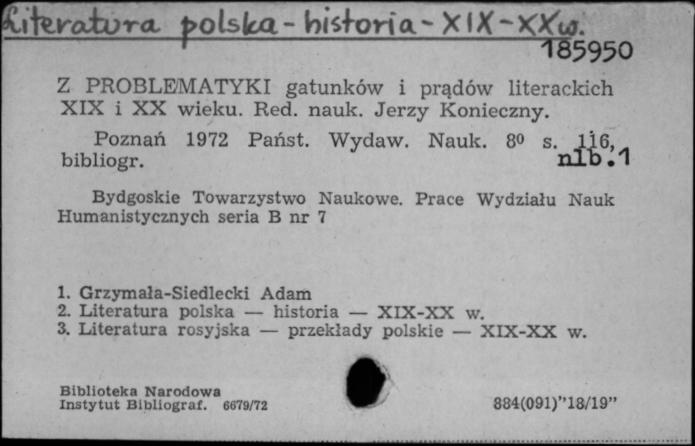 Literatura polska - historia - XIX - XX w.
185950
Z PROBLEMATYKI gatunków i prądów literackich
XIX i XX wieku. Red. nauk. Jerzy Konieczny.
Poznań 1972 Państ. Wydaw. Nauk. 8⁰ s. 116,
bibliogr. nlb. 1
Bydgoskie Towarzystwo Naukowe. Prace Wydziału Nauk
Humanistycznych seria B nr 7
1. Grzymała-Siedlecki Adam
2. Literatura polska — historia — XIX-XX w.
3. Literatura rosyjska — przekłady polskie — XIX-XX w.
Biblioteka Narodowa
Instytut Bibliograf. 6679/72 884(091)"18/19"